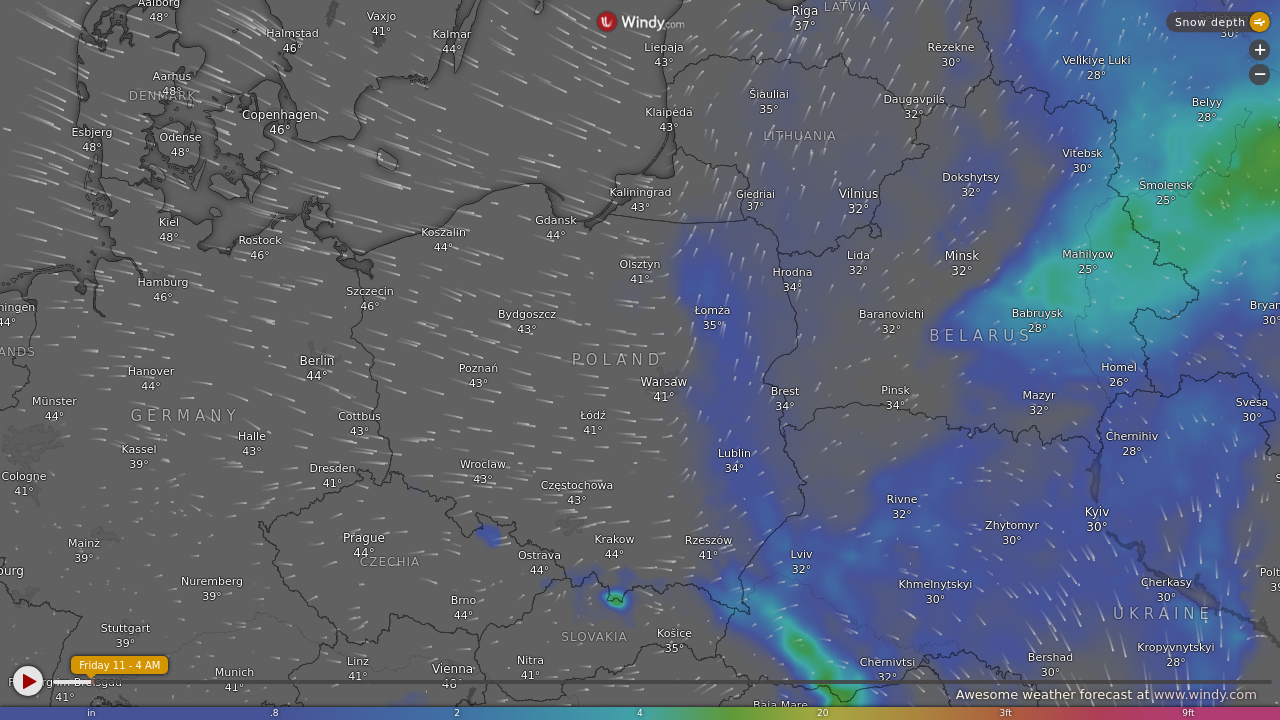 Aalborg
48°
Vaxjo
41°
Halmstad
46°
Kalmar
44°
Windy.com
Liepaja
43°
Riga
37°
LATVIA
Rēzekne
30°
Snow depth
30°
+
−
Velikiye Luki
28°
Aarhus
48°
DENMARK
Copenhagen
46°
Esbjerg
48°
Odense
48°
Klaipėda
43°
Šiauliai
35°
LITHUANIA
Daugavpils
32°
Belyy
28°
Vitebsk
30°
Smolensk
25°
Dokshytsy
32°
Kaliningrad
43°
Giedriai
37°
Vilnius
32°
Kiel
48°
Rostock
46°
Koszalin
44°
Gdansk
44°
Olsztyn
41°
Hrodna
34°
Lida
32°
Minsk
32°
Mahilyow
25°
Hamburg
46°
Szczecin
46°
ningen
44°
Bydgoszcz
43°
Łomża
35°
Baranovichi
32°
Babruysk
28°
BELARUS
Bryan
30°
ANDS
Berlin
44°
Hanover
44°
Poznań
43°
POLAND
Warsaw
41°
Brest
34°
Pinsk
34°
Homel
26°
Mazyr
32°
Svesa
30°
Münster
44°
GERMANY
Cottbus
43°
Łódź
41°
Halle
43°
Kassel
39°
Chernihiv
28°
Lublin
34°
Cologne
41°
Dresden
41°
Wroclaw
43°
Częstochowa
43°
S
Rivne
32°
Kyiv
30°
Zhytomyr
30°
Mainz
39°
Prague
44°
CZECHIA
Ostrava
44°
Krakow
44°
Rzeszow
41°
Lviv
32°
burg
Nuremberg
39°
Brno
44°
Khmelnytskyi
30°
Cherkasy
30°
Polt
39
UKRAINE
Stuttgart
39°
SLOVAKIA
Košice
35°
Kropyvnytskyi
28°
Friday 11 - 4 AM
Linz
41°
Nitra
41°
Chernivtsi
32°
Bershad
30°
Munich
41°
Vienna
46°
41°
Baia Mare
Awesome weather forecast at www.windy.com
in
.8
2
4
20
3ft
9ft